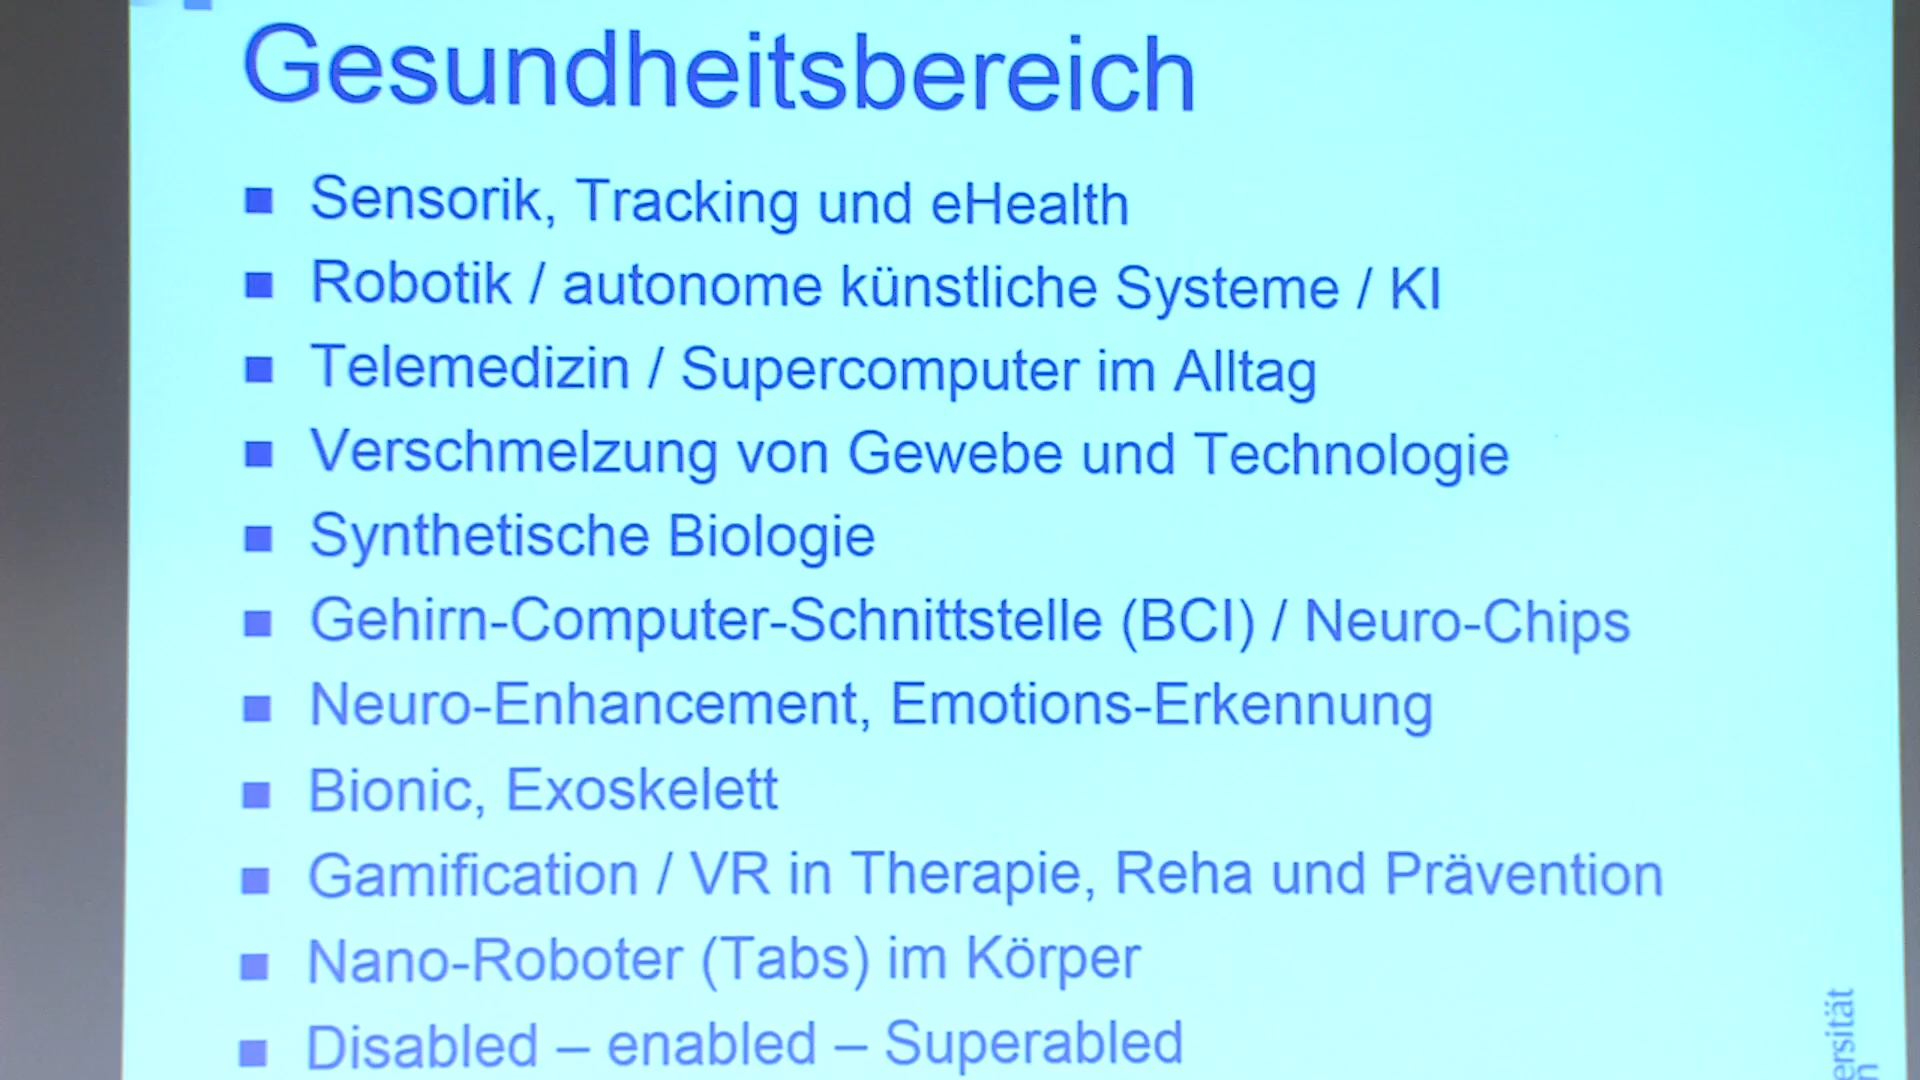 Gesundheitsbereich
■ Sensorik, Tracking und eHealth
■ Robotik / autonome künstliche Systeme / KI
■ Telemedizin / Supercomputer im Alltag
■ Verschmelzung von Gewebe und Technologie
■ Synthetische Biologie
■ Gehirn-Computer-Schnittstelle (BCI) / Neuro-Chips
■ Neuro-Enhancement, Emotions-Erkennung
■ Bionic, Exoskelett
■ Gamification / VR in Therapie, Reha und Prävention
■ Nano-Roboter (Tabs) im Körper
■ Disabled – enabled – Superabled
ersität